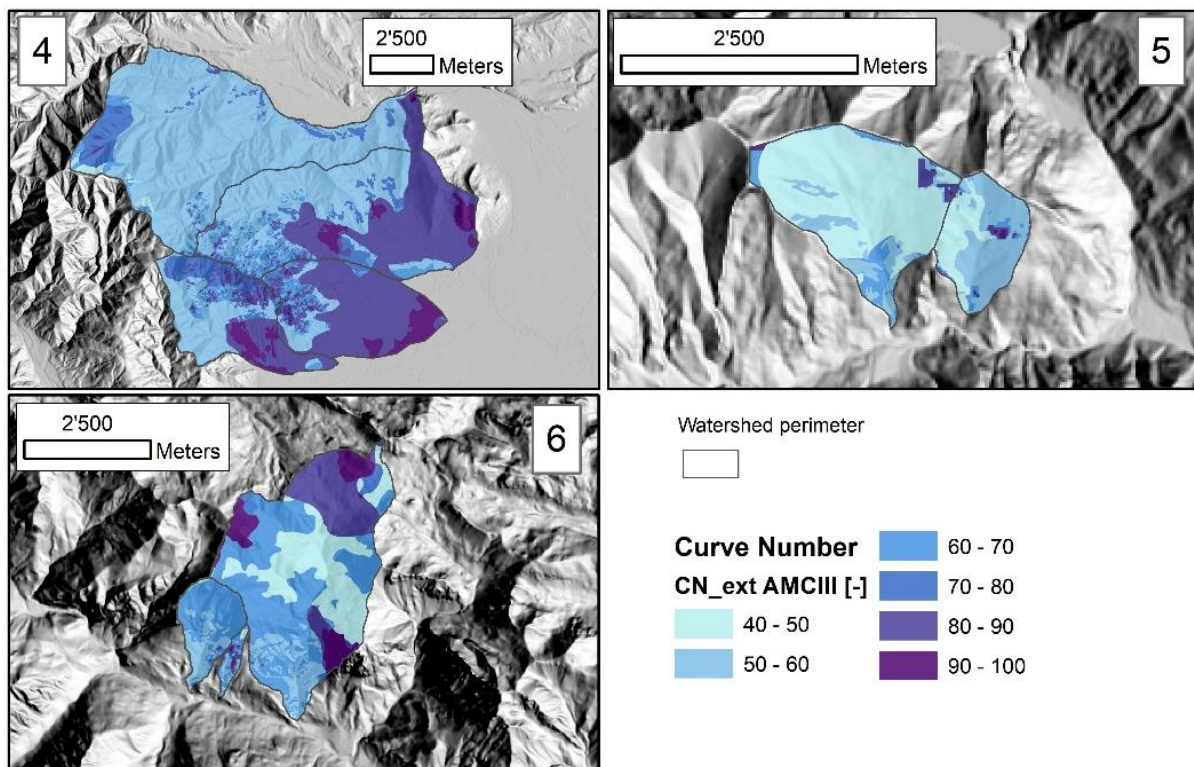 4
2'500
Meters
2'500
Meters
5
2'500
Meters
6
Watershed perimeter
Curve Number
CN_ext AMCIII [-]
40 - 50
50 - 60
60 - 70
70 - 80
80 - 90
90 - 100